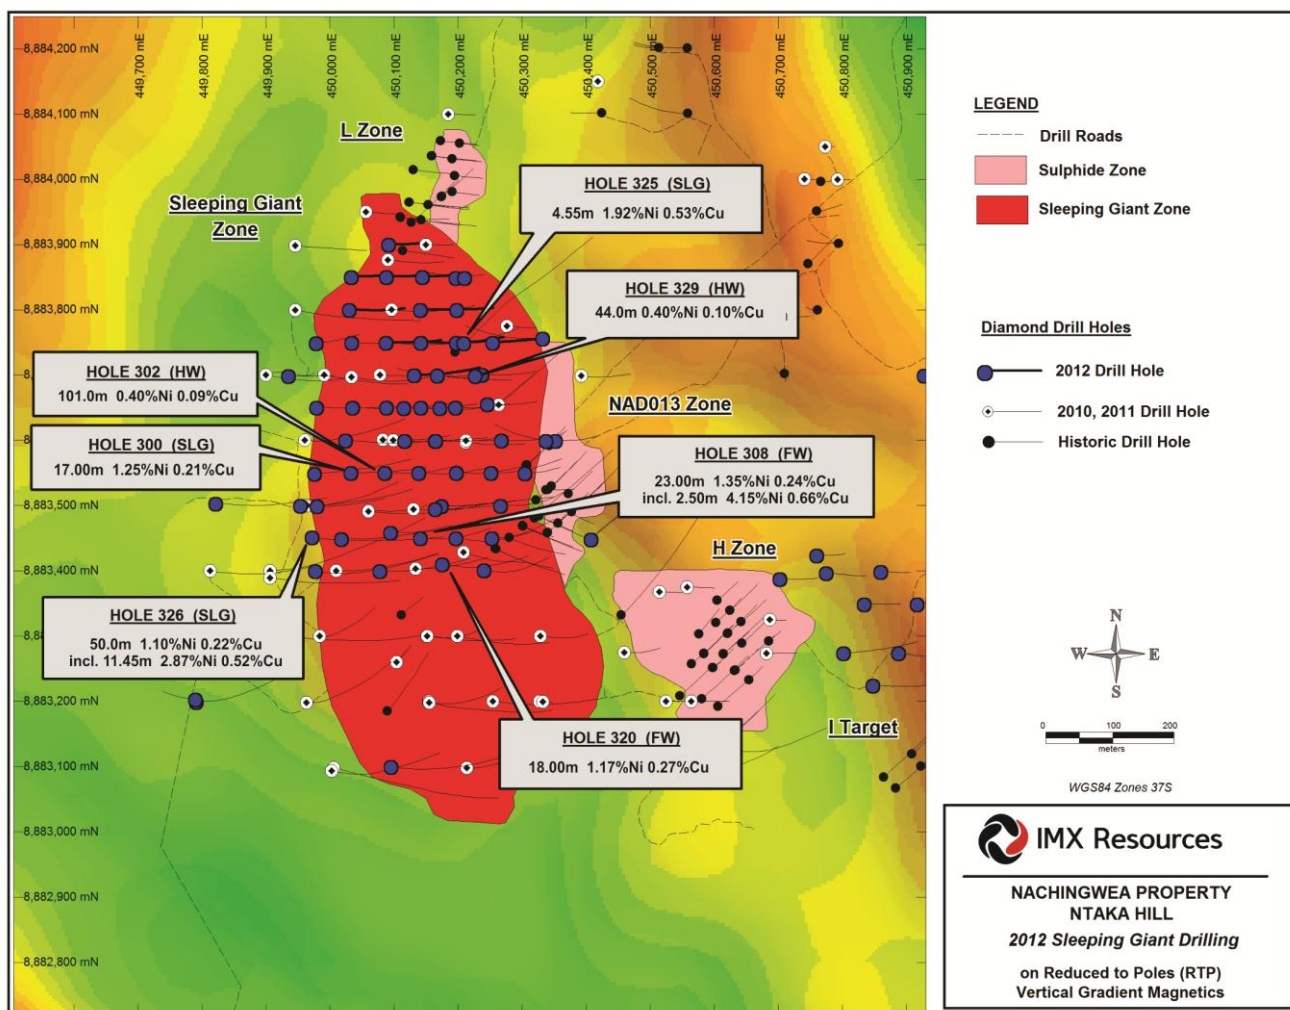 449,700 mE
449,800 mE
449,900 mE
450,000 mE
450,100 mE
450,200 mE
450,300 mE
450,400 mE
450,500 mE
450,600 mE
450,700 mE
450,800 mE
450,900 mE
8,884,200 mN
8,884,100 mN
8,884,000 mN
8,883,900 mN
8,883,800 mN
8,883,500 mN
8,883,400 mN
8,883,200 mN
8,883,100 mN
8,883,000 mN
8,882,900 mN
8,882,800 mN
L Zone
Sleeping Giant
Zone
HOLE 325 (SLG)
4.55m 1.92%Ni 0.53%Cu
HOLE 329 (HW)
44.0m 0.40%Ni 0.10%Cu
HOLE 302 (HW)
101.0m 0.40%Ni 0.09%Cu
NAD013 Zone
HOLE 300 (SLG)
17.00m 1.25%Ni 0.21%Cu
HOLE 308 (FW)
23.00m 1.35%Ni 0.24%Cu
incl. 2.50m 4.15%Ni 0.66%Cu
H Zone
HOLE 326 (SLG)
50.0m 1.10%Ni 0.22%Cu
incl. 11.45m 2.87%Ni 0.52%Cu
HOLE 320 (FW)
18.00m 1.17%Ni 0.27%Cu
I Target
LEGEND
Drill Roads
Sulphide Zone
Sleeping Giant Zone
Diamond Drill Holes
2012 Drill Hole
2010, 2011 Drill Hole
Historic Drill Hole
N
W E
S
0 100 200
meters
WGS84 Zones 37S
IMX Resources
NACHINGWEA PROPERTY
NTAKA HILL
2012 Sleeping Giant Drilling
on Reduced to Poles (RTP)
Vertical Gradient Magnetics